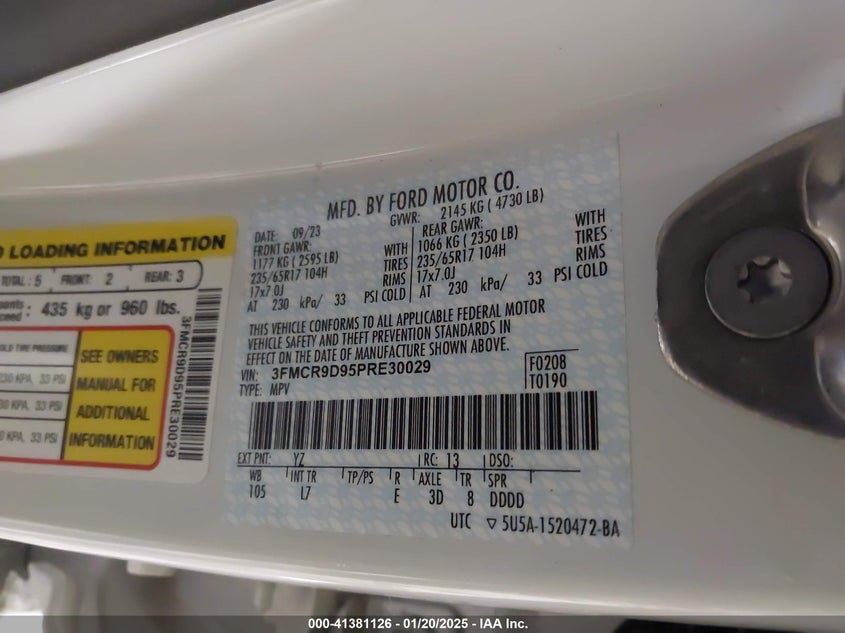 D LOADING INFORMATION
TOTAL : 5 FRONT: 2 REAR: 3
435 kg or 960 lbs.
TIRE PRESSURE
KPA, 33 PSI
KPA, 33 PSI
KPA, 33 PSI
SEE OWNERS
MANUAL FOR
ADDITIONAL
INFORMATION
3FMCR9D95PRE30029
MFD. BY FORD MOTOR CO.
DATE: 09/23 GVWR: 2145 KG ( 4730 LB)
FRONT GAWR: REAR GAWR:
1177 KG ( 2595 LB) WITH 1066 KG ( 2350 LB) WITH
235/65R17 104H TIRES 235/65R17 104H TIRES
17x7.0J RIMS 17x7.0J RIMS
AT 230 kPa/ 33 PSI COLD AT 230 kPa/ 33 PSI COLD
THIS VEHICLE CONFORMS TO ALL APPLICABLE FEDERAL MOTOR
VEHICLE SAFETY AND THEFT PREVENTION STANDARDS IN
EFFECT ON THE DATE OF MANUFACTURE SHOWN ABOVE.
VIN: 3FMCR9D95PRE30029 F0208
TYPE: MPV T0190
EXT PNT: YZ RC: 13 DSO:
WB INT TR TP/PS R AXLE TR SPR
105 L7 E 3D 8 DDDD
UTC ▽ 5U5A-1520472-BA
000-41381126 - 01/20/2025 - IAA Inc.